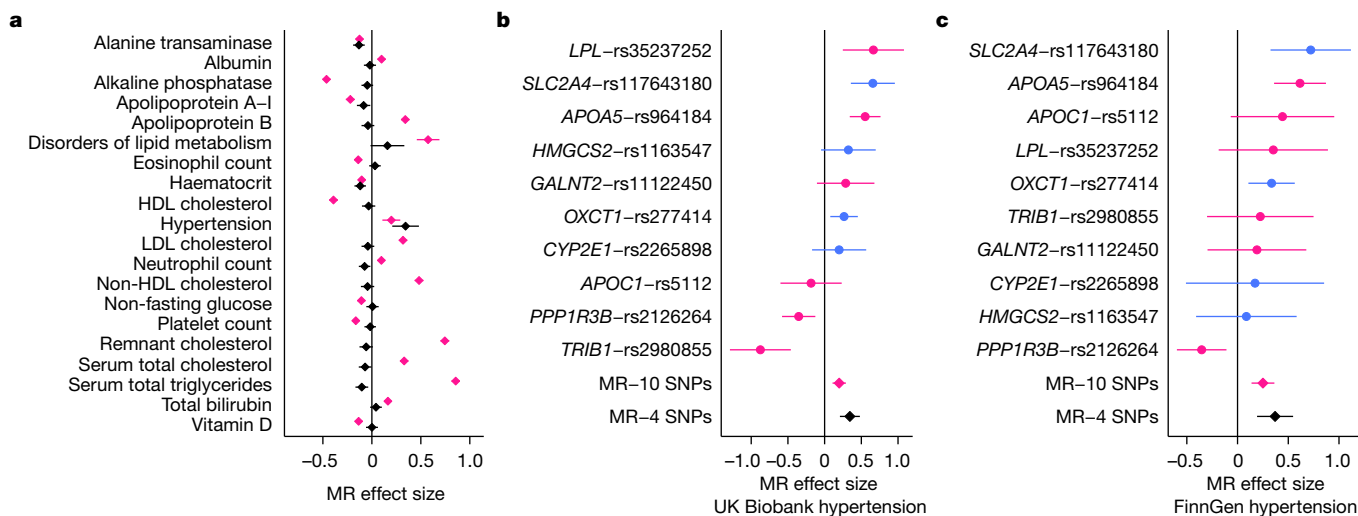 a
Alanine transaminase
Albumin
Alkaline phosphatase
Apolipoprotein A–I
Apolipoprotein B
Disorders of lipid metabolism
Eosinophil count
Haematocrit
HDL cholesterol
Hypertension
LDL cholesterol
Neutrophil count
Non-HDL cholesterol
Non-fasting glucose
Platelet count
Remnant cholesterol
Serum total cholesterol
Serum total triglycerides
Total bilirubin
Vitamin D
–0.5 0 0.5 1.0
MR effect size
b
LPL–rs35237252
SLC2A4–rs117643180
APOA5–rs964184
HMGCS2–rs1163547
GALNT2–rs11122450
OXCT1–rs277414
CYP2E1–rs2265898
APOC1–rs5112
PPP1R3B–rs2126264
TRIB1–rs2980855
MR–10 SNPs
MR–4 SNPs
–1.0 –0.5 0 0.5 1.0
MR effect size
UK Biobank hypertension
c
SLC2A4–rs117643180
APOA5–rs964184
APOC1–rs5112
LPL–rs35237252
OXCT1–rs277414
TRIB1–rs2980855
GALNT2–rs11122450
CYP2E1–rs2265898
HMGCS2–rs1163547
PPP1R3B–rs2126264
MR–10 SNPs
MR–4 SNPs
–0.5 0 0.5 1.0
MR effect size
FinnGen hypertension